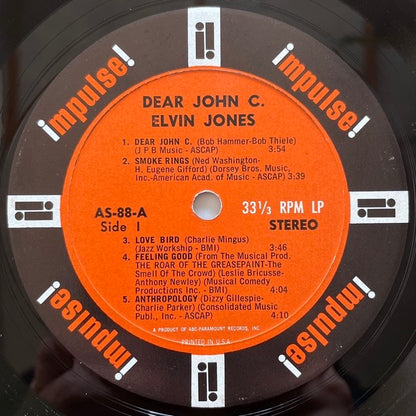 impulse!
impulse!
DEAR JOHN C.
ELVIN JONES
1. DEAR JOHN C. (Bob Hammer-Bob Thiele)
(J P.B Music - ASCAP) 3:54
2. SMOKE RINGS (Ned Washington-
H. Eugene Gifford) (Dorsey Bros. Music,
Inc.-American Acad. of Music - ASCAP) 3:39
AS-88-A
Side 1
33⅓ RPM LP
STEREO
3. LOVE BIRD (Charlie Mingus)
(Jazz Workship - BMI) 3:46
4. FEELING GOOD (From The Musical Prod.
THE ROAR OF THE GREASEPAINT-The
Smell Of The Crowd) (Leslie Bricusse-
Anthony Newley) (Musical Comedy
Productions Inc. - BMI) 4:04
5. ANTHROPOLOGY (Dizzy Gillespie-
Charlie Parker) (Consolidated Music
Publ., Inc. - ASCAP) 4:10
A PRODUCT OF ABC-PARAMOUNT RECORDS, INC.
PRINTED IN U.S.A.
impulse!
impulse!